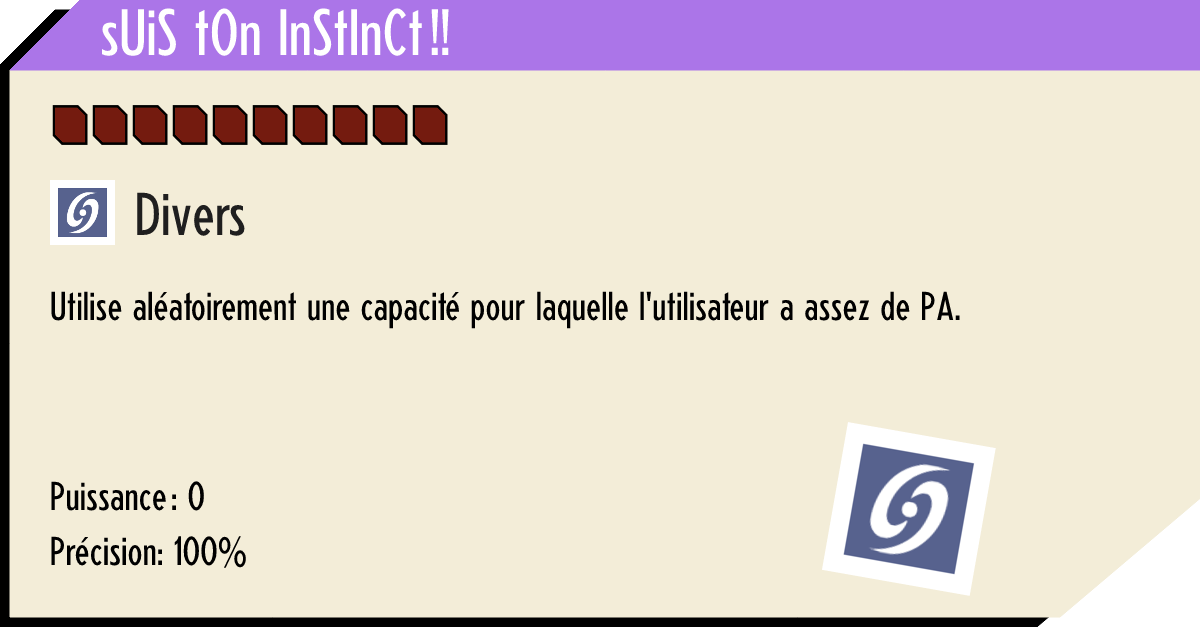 sUiS tOn InStInCt !!
Divers
Utilise aléatoirement une capacité pour laquelle l'utilisateur a assez de PA.
Puissance : 0
Précision: 100%